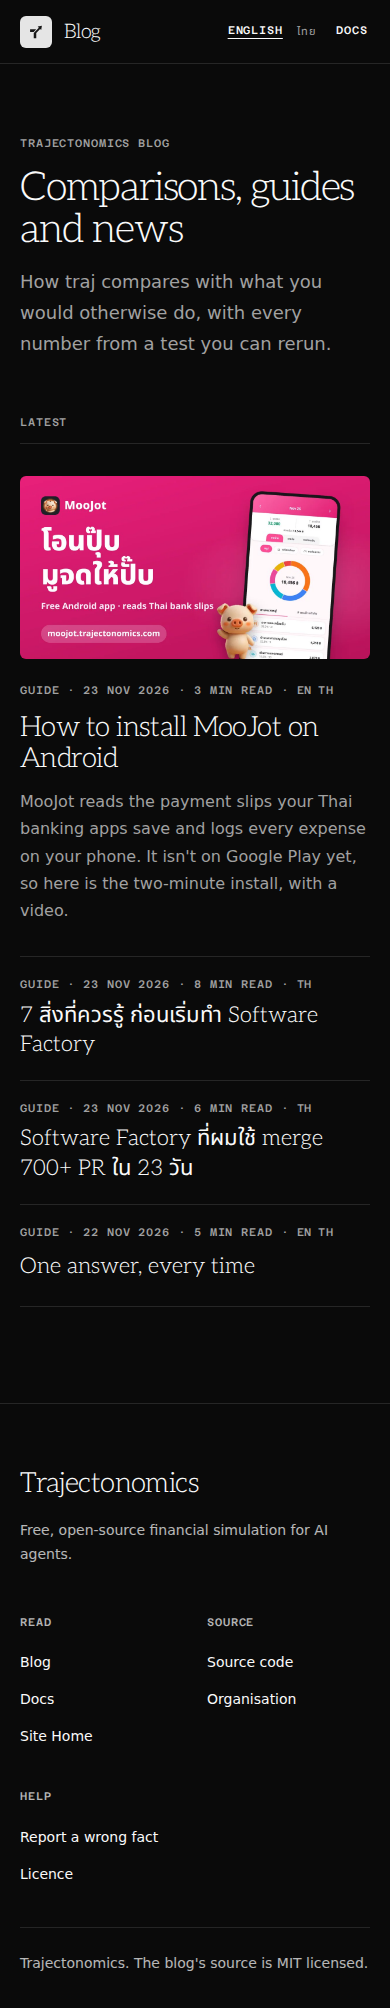 Blog
ENGLISH ไทย DOCS
TRAJECTONOMICS BLOG
Comparisons, guides
and news
How traj compares with what you
would otherwise do, with every
number from a test you can rerun.
LATEST
MooJot
โอนปุ๊บ
มูจดให้ปั๊บ
Free Android app · reads Thai bank slips
moojot.trajectonomics.com
GUIDE · 23 NOV 2026 · 3 MIN READ · EN TH
How to install MooJot on
Android
MooJot reads the payment slips your Thai
banking apps save and logs every expense
on your phone. It isn't on Google Play yet,
so here is the two-minute install, with a
video.
GUIDE · 23 NOV 2026 · 8 MIN READ · TH
7 สิ่งที่ควรรู้ ก่อนเริ่มทำ Software
Factory
GUIDE · 23 NOV 2026 · 6 MIN READ · TH
Software Factory ที่ผมใช้ merge
700+ PR ใน 23 วัน
GUIDE · 22 NOV 2026 · 5 MIN READ · EN TH
One answer, every time
Trajectonomics
Free, open-source financial simulation for AI
agents.
READ
Blog
Docs
Site Home
SOURCE
Source code
Organisation
HELP
Report a wrong fact
Licence
Trajectonomics. The blog's source is MIT licensed.